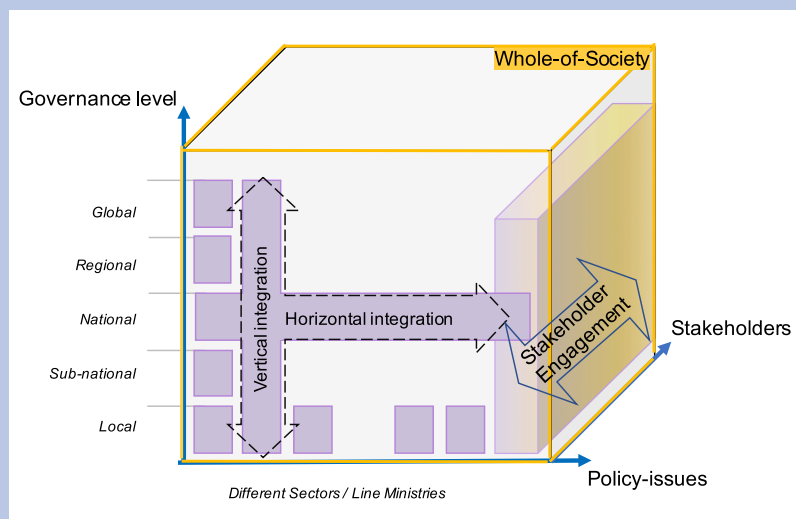 Whole-of-Society
Governance level
Global
Regional
National
Sub-national
Local
Vertical integration
Horizontal integration
Stakeholder
Engagement
Stakeholders
Policy-issues
Different Sectors / Line Ministries